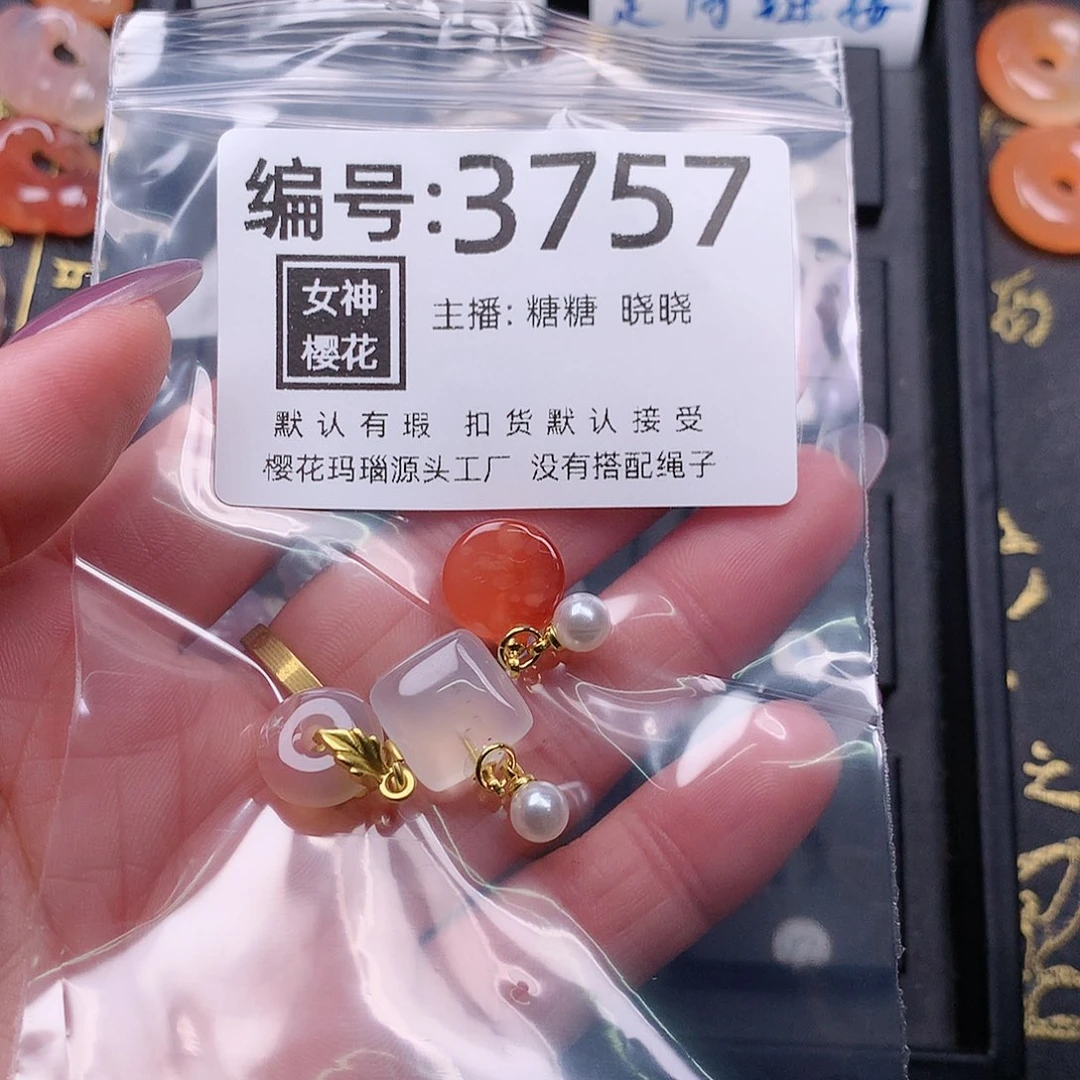 编号:3757
女神
樱花
主播: 糖糖 晓晓
默认有瑕 扣货默认接受
樱花玛瑙源头工厂 没有搭配绳子
之